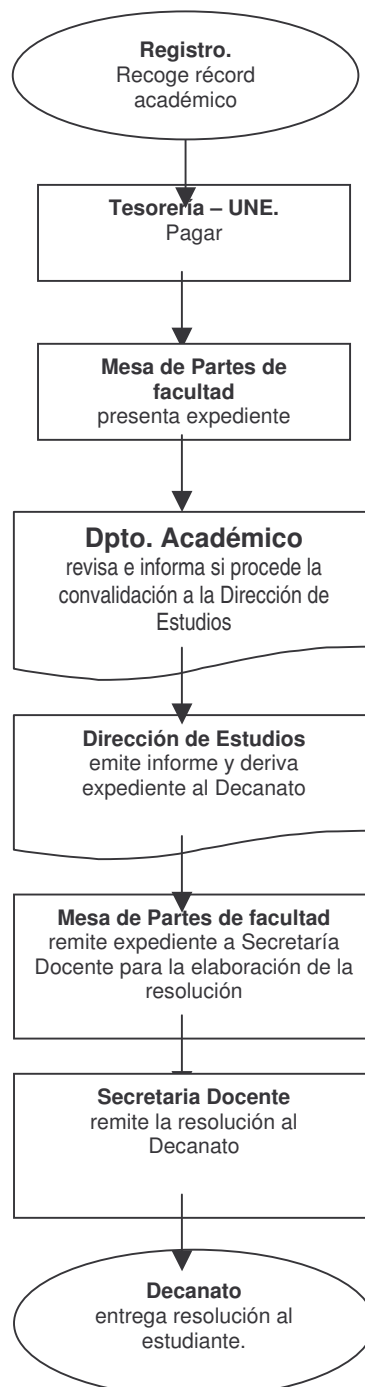 Registro.
Recoge récord
académico
Tesorería – UNE.
Pagar
Mesa de Partes de
facultad
presenta expediente
Dpto. Académico
revisa e informa si procede la
convalidación a la Dirección de
Estudios
Dirección de Estudios
emite informe y deriva
expediente al Decanato
Mesa de Partes de facultad
remite expediente a Secretaría
Docente para la elaboración de la
resolución
Secretaria Docente
remite la resolución al
Decanato
Decanato
entrega resolución al
estudiante.